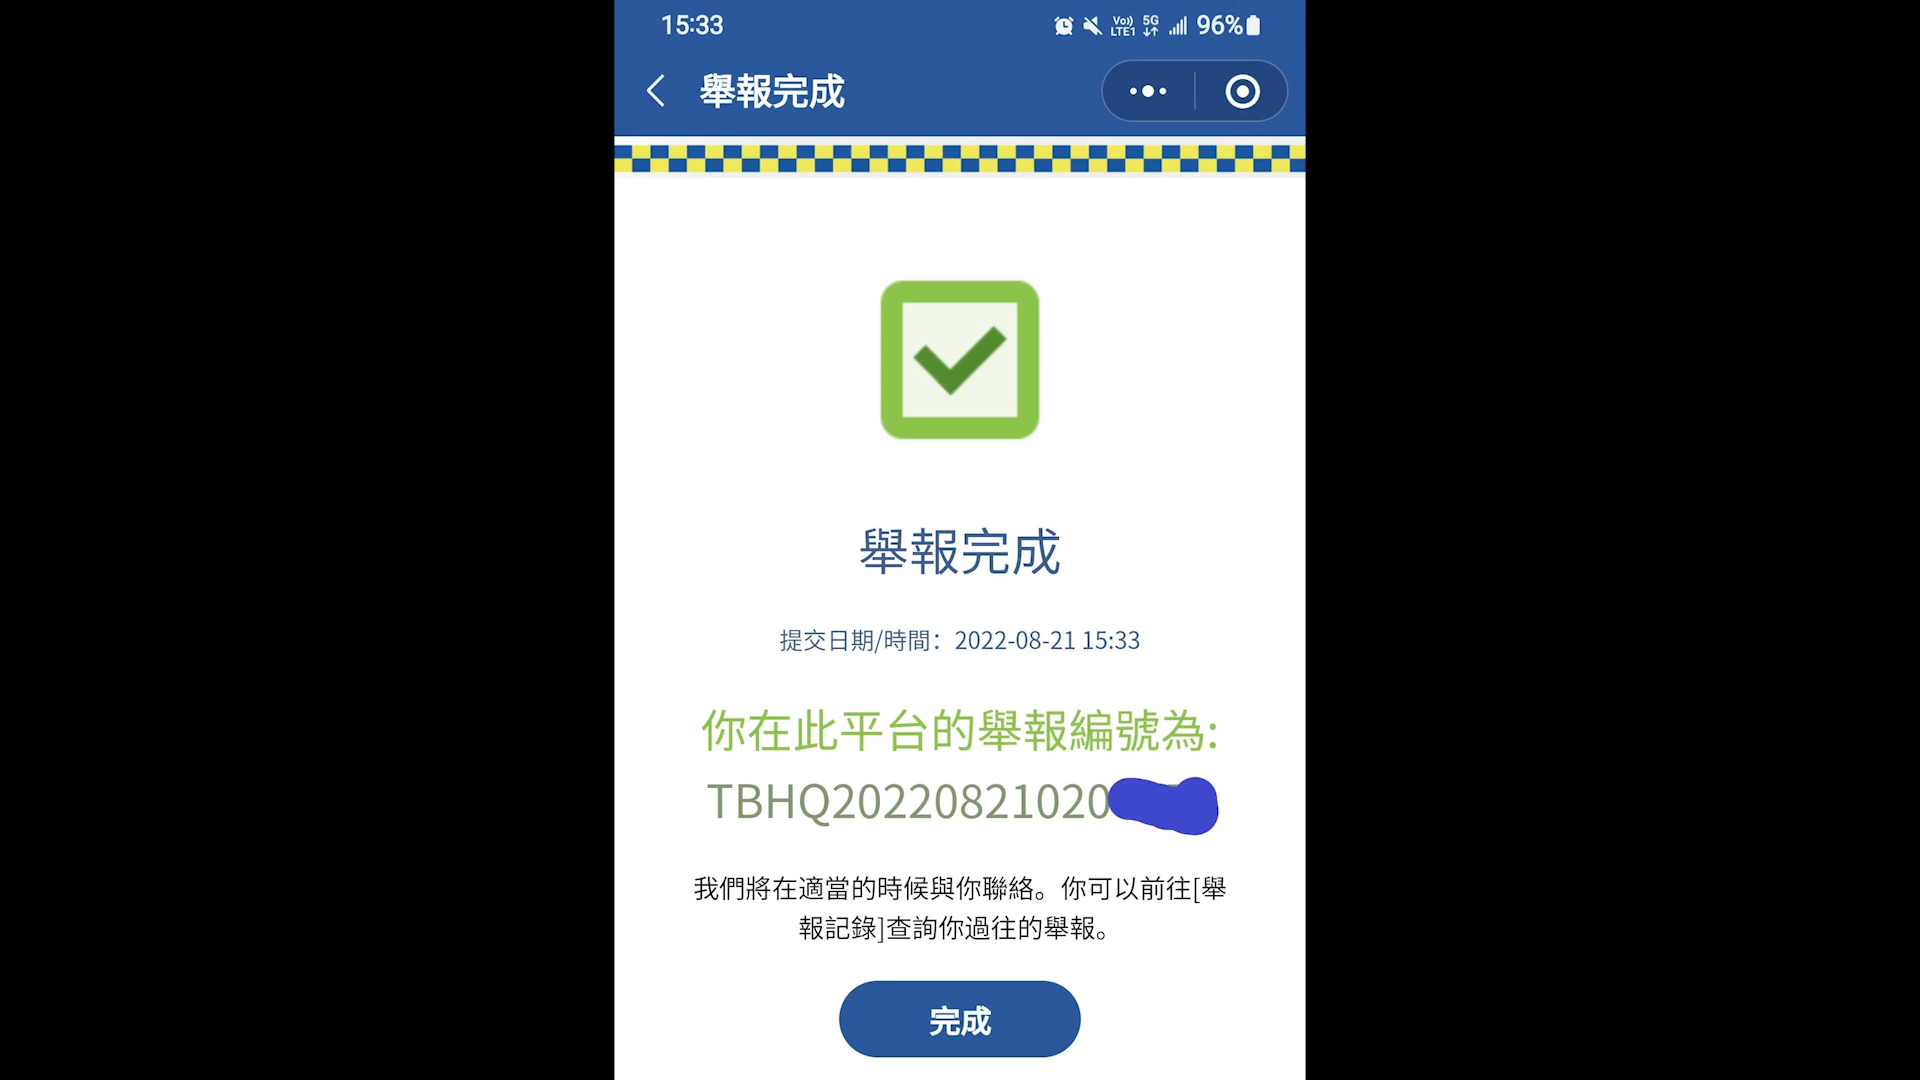 15:33
Vo)) LTE1 5G 96%
舉報完成
舉報完成
提交日期/時間：2022-08-21 15:33
你在此平台的舉報編號為:
TBHQ20220821020
我們將在適當的時候與你聯絡。你可以前往[舉
報記錄]查詢你過往的舉報。
完成